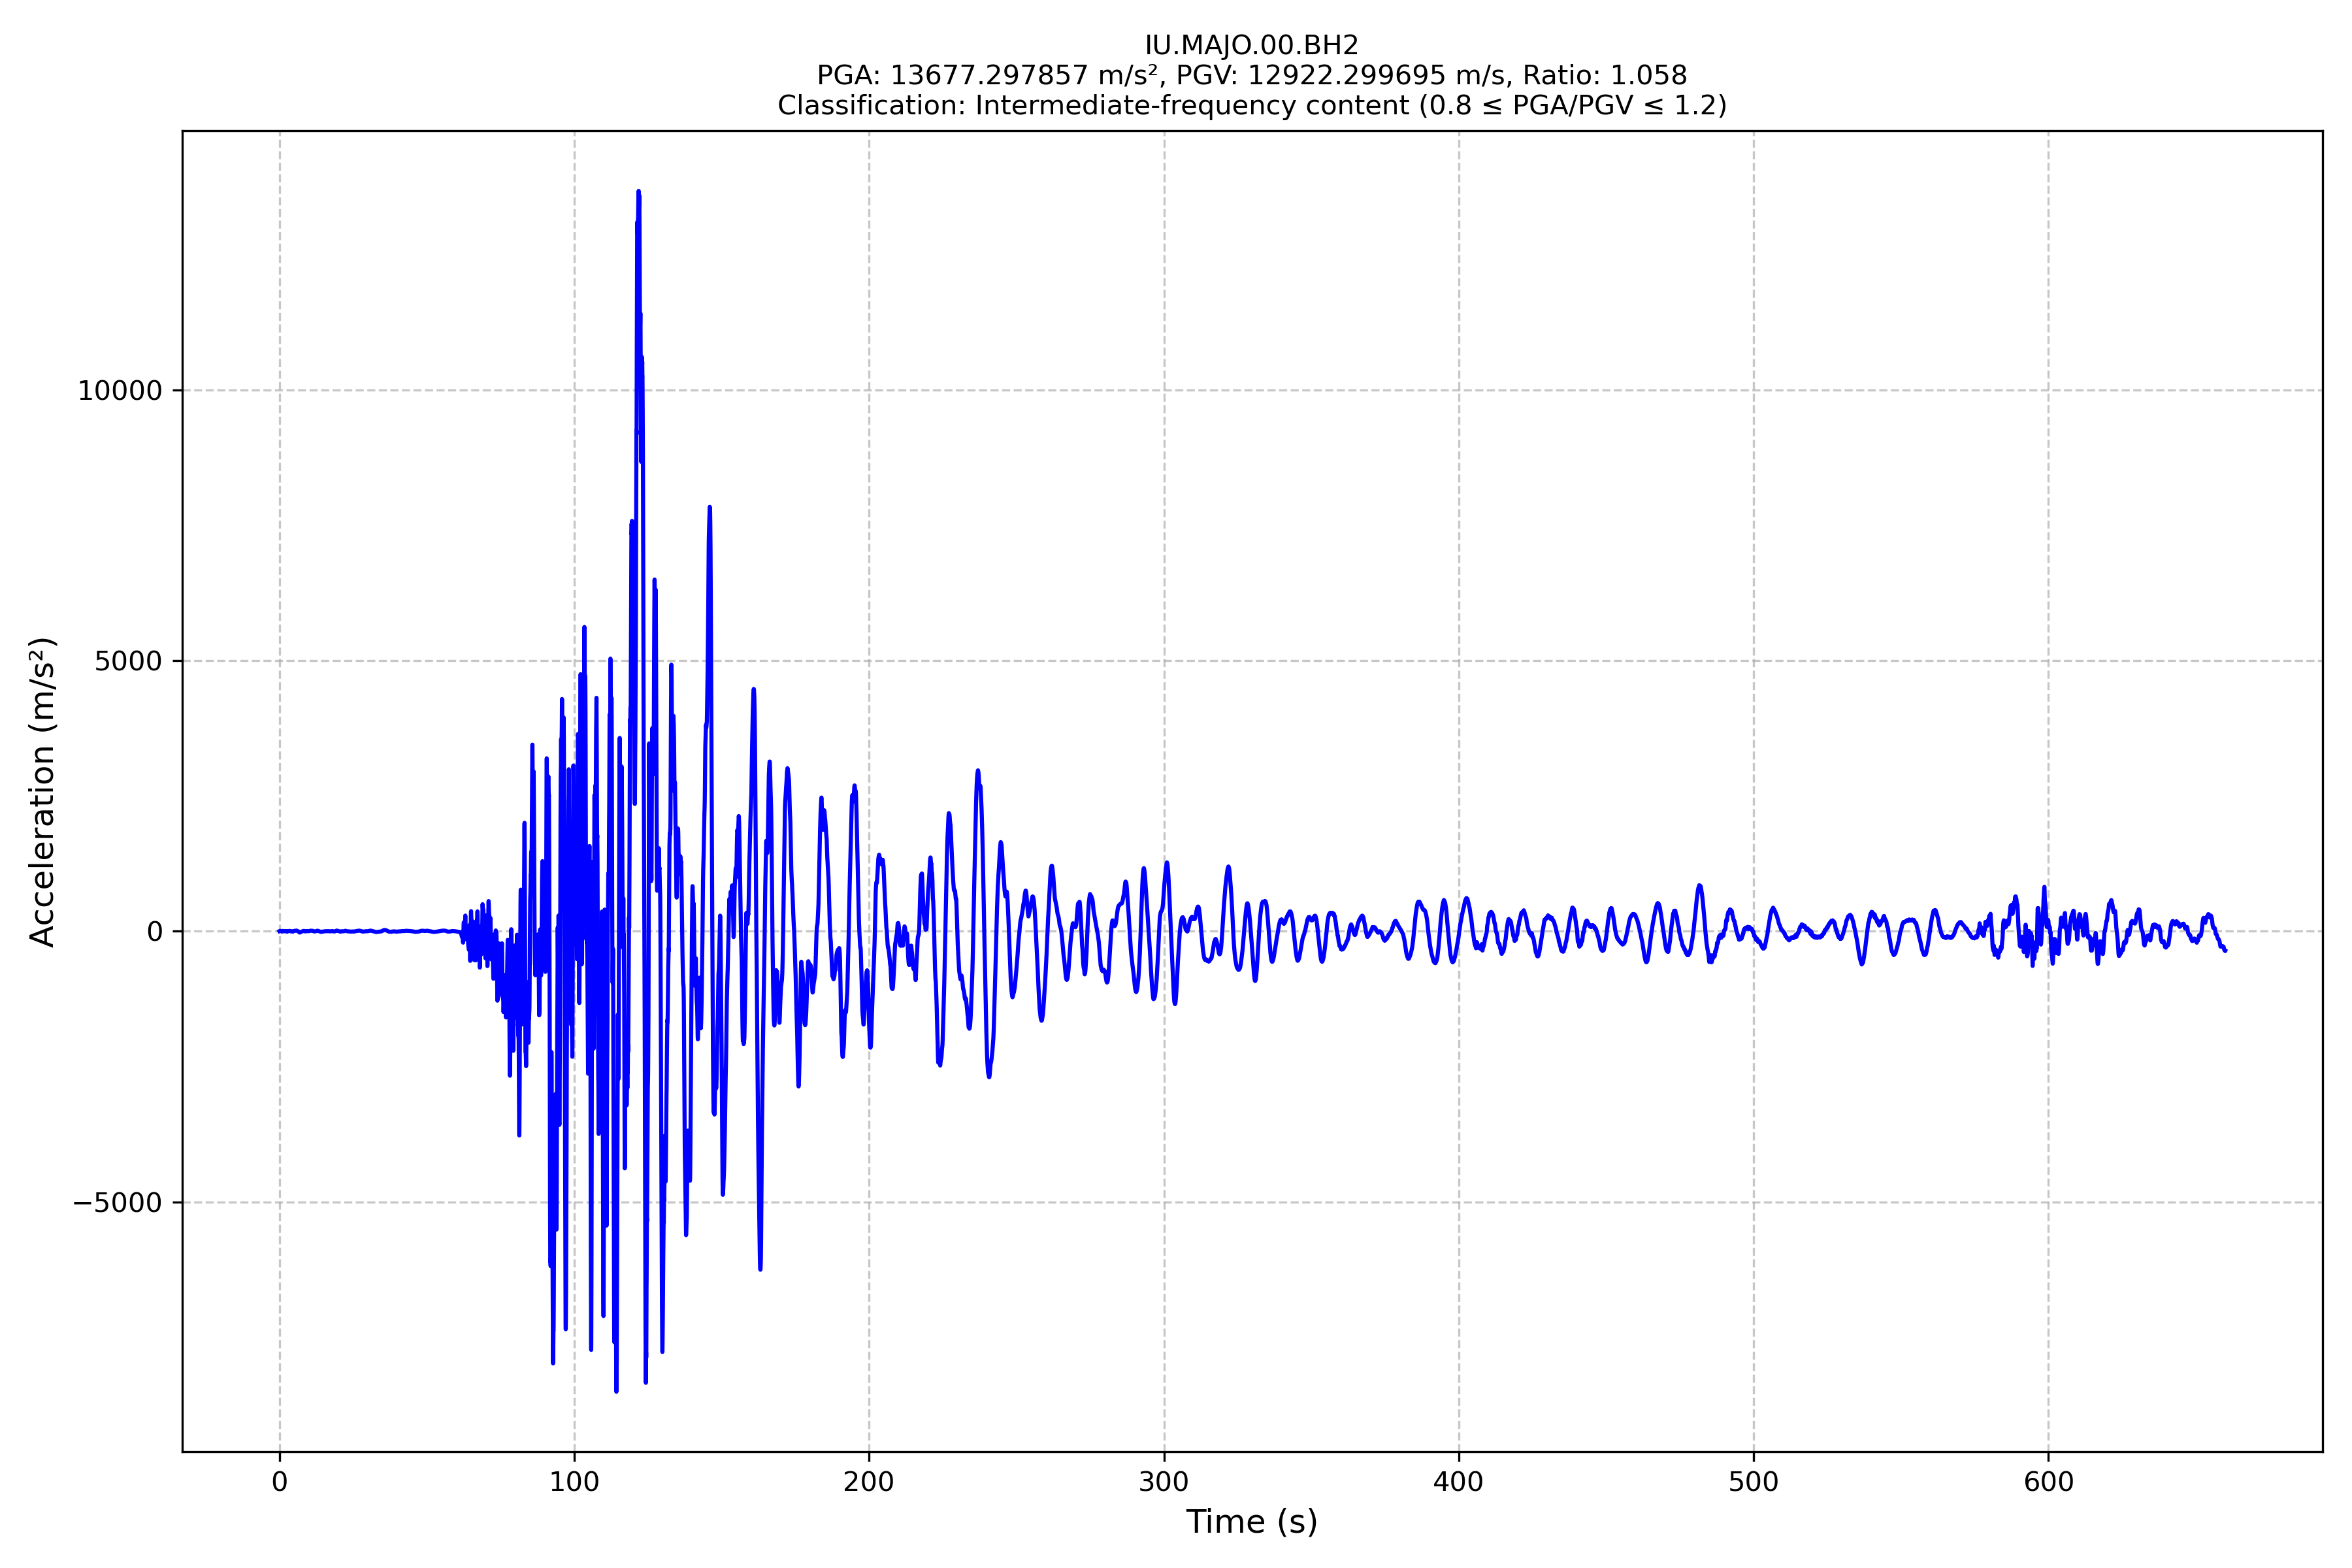 IU.MAJO.00.BH2
PGA: 13677.297857 m/s², PGV: 12922.299695 m/s, Ratio: 1.058
Classification: Intermediate-frequency content (0.8 ≤ PGA/PGV ≤ 1.2)
Acceleration (m/s²)
10000
5000
0
−5000
0 100 200 300 400 500 600
Time (s)